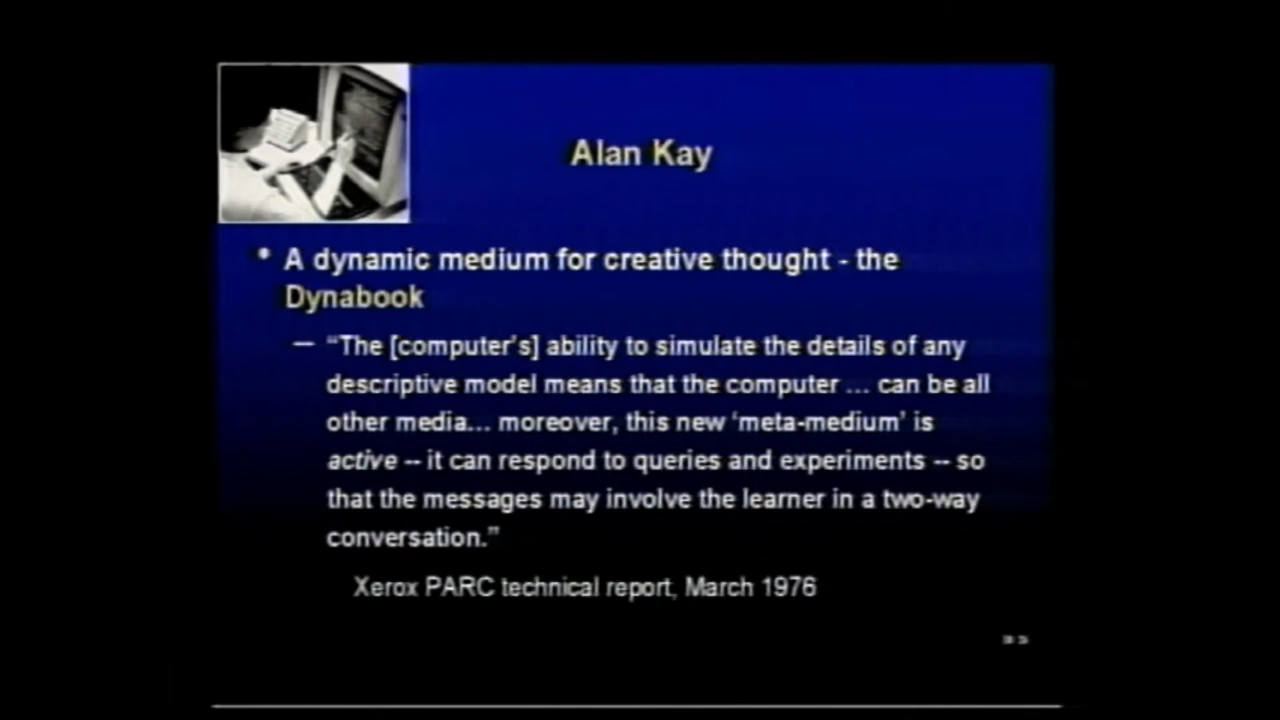 Alan Kay
• A dynamic medium for creative thought - the
Dynabook
– “The [computer’s] ability to simulate the details of any
descriptive model means that the computer … can be all
other media… moreover, this new ‘meta-medium’ is
active -- it can respond to queries and experiments -- so
that the messages may involve the learner in a two-way
conversation.”
Xerox PARC technical report, March 1976